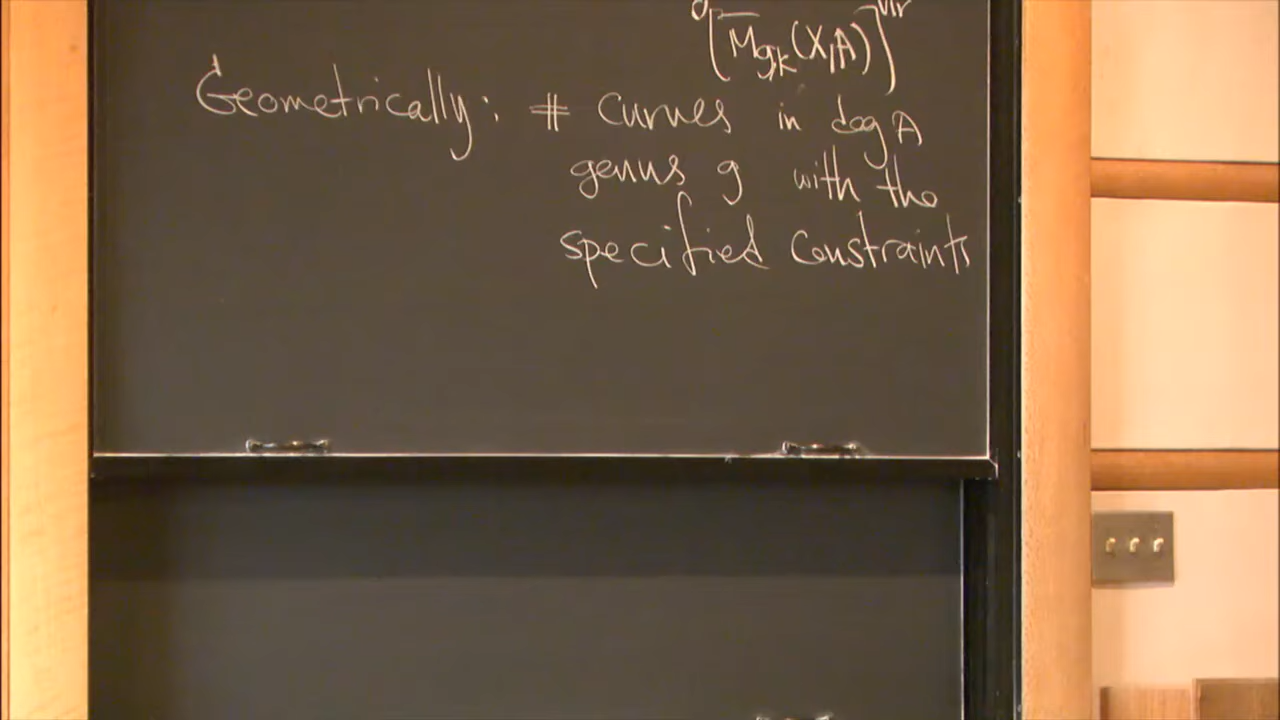 [M̅g,k(X,A)]vir
Geometrically: # curves in deg A
genus g with the
specified constraints